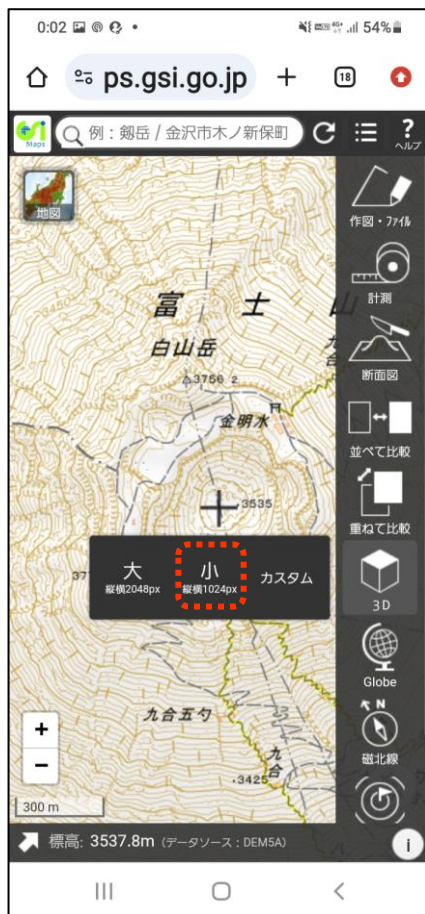 0:02 54%
ps.gsi.go.jp 18
Maps 例：剱岳 / 金沢市木ノ新保町 ? ヘルプ
地図
作図・ファイル
計測
断面図
並べて比較
重ねて比較
3D
Globe
N
磁北線
富士山
白山岳
九合
3756 2
金明水
3535
37
大 小 カスタム
縦横2048px 縦横1024px
九合五勺
九合
3425
+
−
300 m
標高: 3537.8m (データソース：DEM5A) i